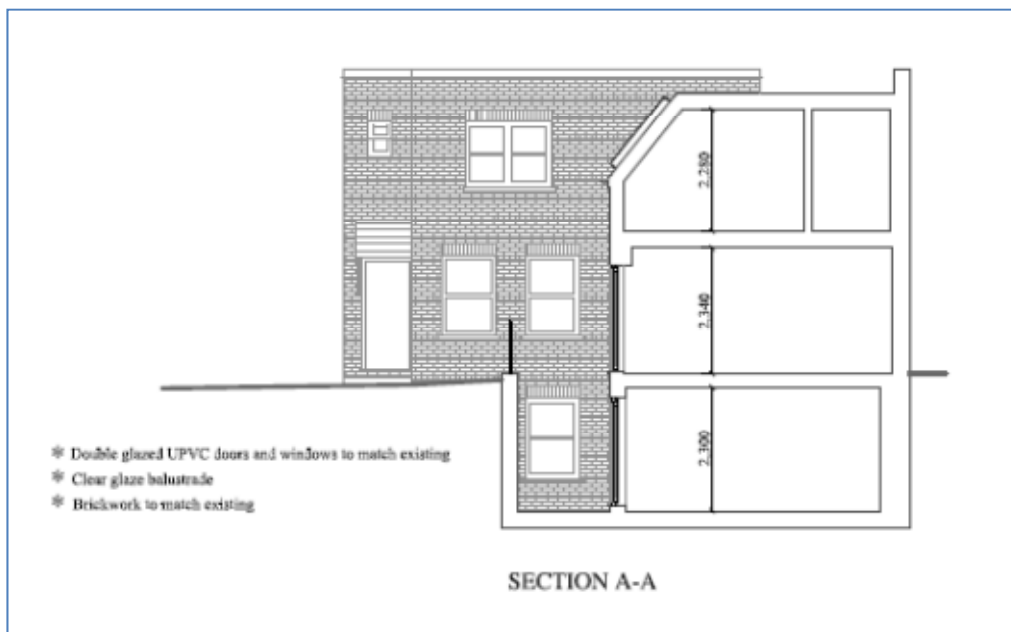 2.280
2.340
2.300
* Double glazed UPVC doors and windows to match existing
* Clear glaze balustrade
* Brickwork to match existing
SECTION A-A